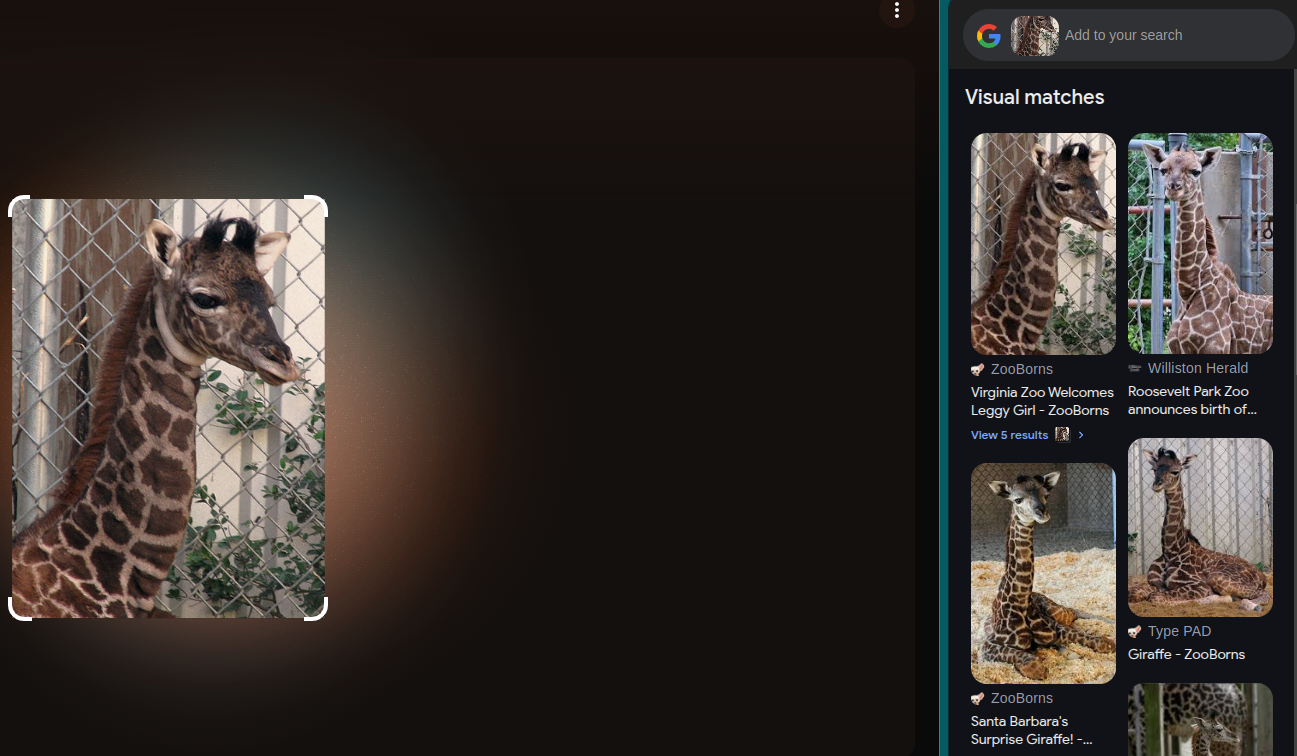 Add to your search
Visual matches
ZooBorns
Virginia Zoo Welcomes
Leggy Girl - ZooBorns
View 5 results
Williston Herald
Roosevelt Park Zoo
announces birth of...
ZooBorns
Santa Barbara's
Surprise Giraffe! -...
Type PAD
Giraffe - ZooBorns